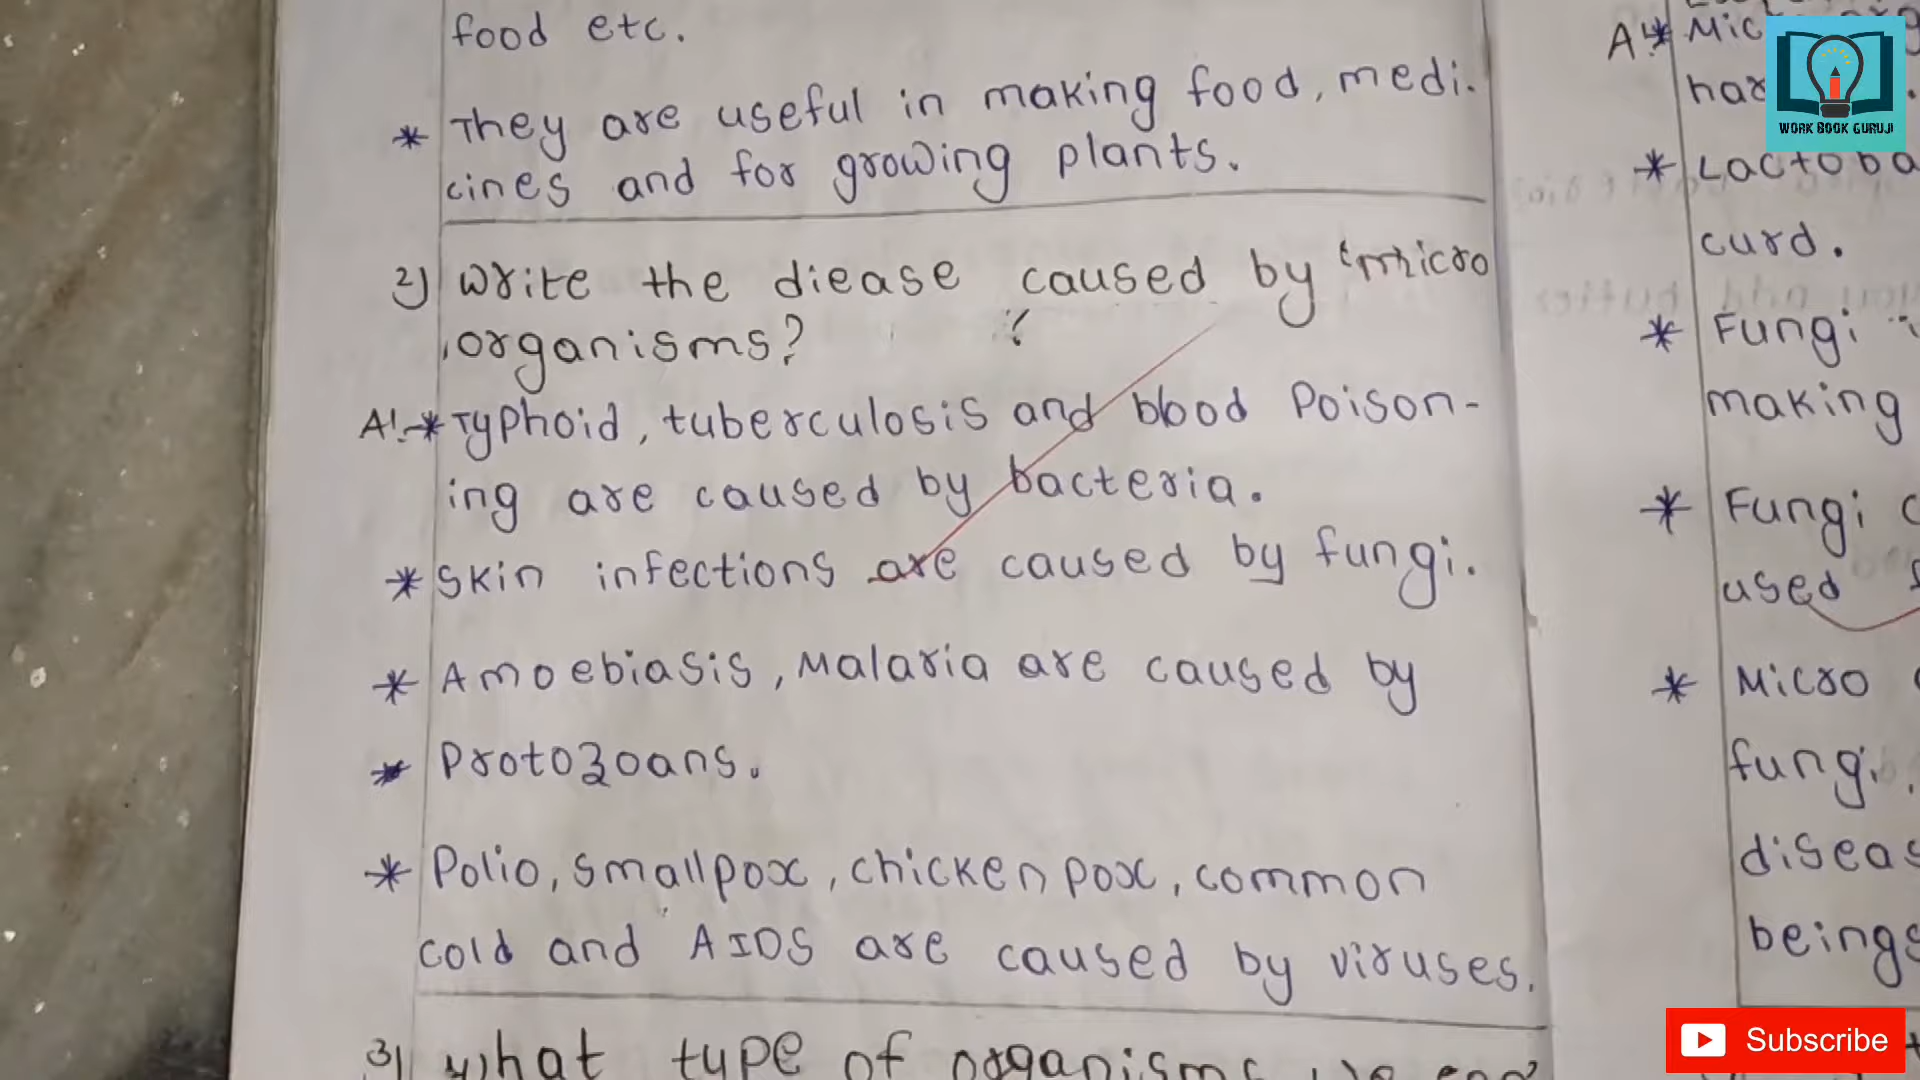 food etc.
* They are useful in making food, medi.
cines and for growing plants.
2) Write the diease caused by micro
organisms?
A!.* Typhoid, tuberculosis and blood Poison-
ing are caused by bacteria.
* Skin infections are caused by fungi.
* Amoebiasis, Malaria are caused by
* Protozoans.
* Polio, smallpox, chicken pox, common
cold and AIDS are caused by viruses.
3) What type of organisms
* Lactoba
curd.
* Fungi
making
* Fungi
used
* Micro
fungi.
diseas
beings
WORK BOOK GURUJI
Subscribe